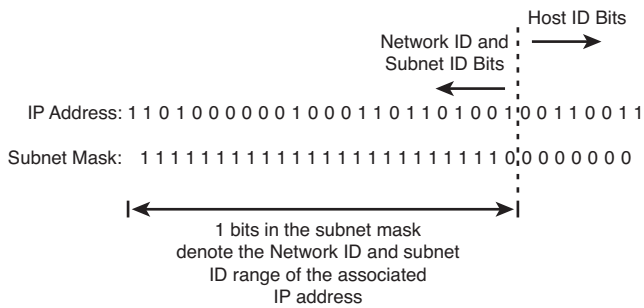 Host ID Bits
Network ID and
Subnet ID Bits
IP Address: 1 1 0 1 0 0 0 0 0 0 1 0 0 0 1 1 0 1 1 0 1 0 0 1 0 0 1 1 0 0 1 1
Subnet Mask: 1 1 1 1 1 1 1 1 1 1 1 1 1 1 1 1 1 1 1 1 1 1 1 1 0 0 0 0 0 0 0 0
1 bits in the subnet mask
denote the Network ID and subnet
ID range of the associated
IP address